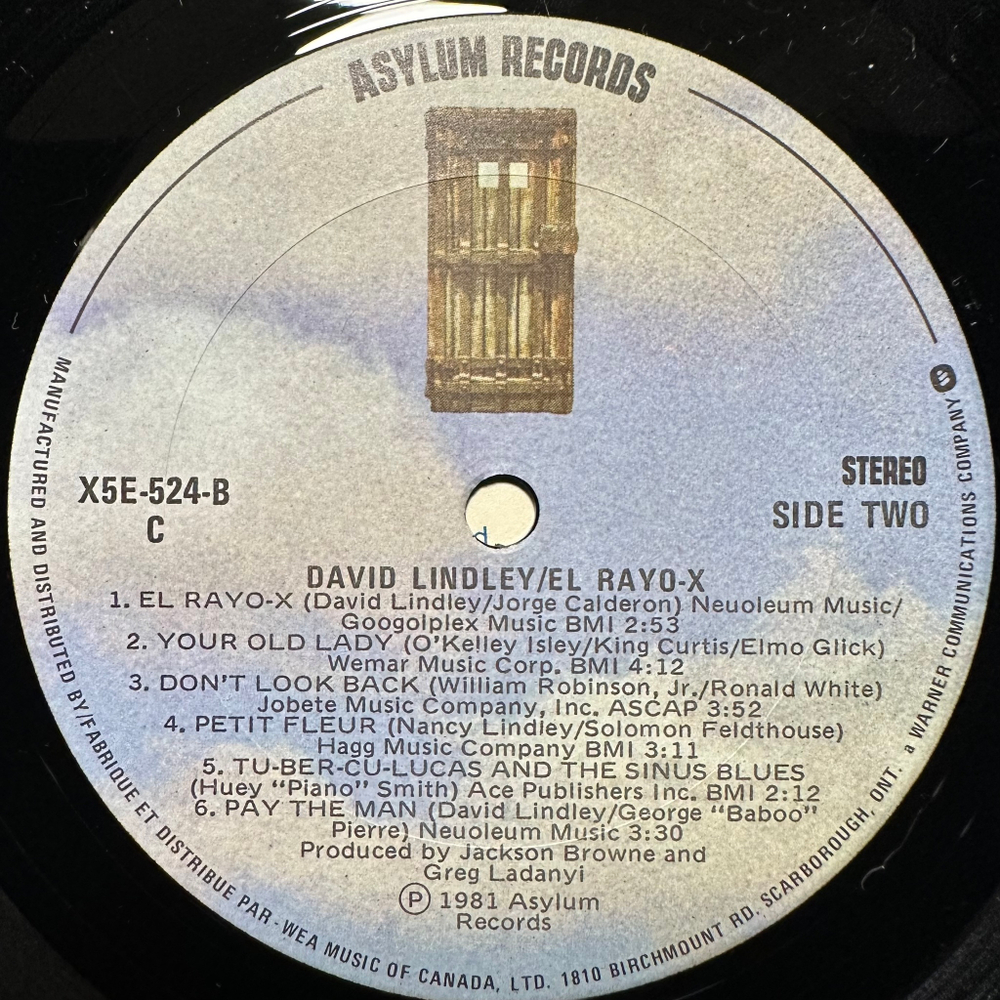 ASYLUM RECORDS
X5E-524-B
C
STEREO
SIDE TWO
DAVID LINDLEY/EL RAYO-X
1. EL RAYO-X (David Lindley/Jorge Calderon) Neuoleum Music/
Googolplex Music BMI 2:53
2. YOUR OLD LADY (O'Kelley Isley/King Curtis/Elmo Glick)
Wemar Music Corp. BMI 4:12
3. DON'T LOOK BACK (William Robinson, Jr./Ronald White)
Jobete Music Company, Inc. ASCAP 3:52
4. PETIT FLEUR (Nancy Lindley/Solomon Feldthouse)
Hagg Music Company BMI 3:11
5. TU-BER-CU-LUCAS AND THE SINUS BLUES
(Huey "Piano" Smith) Ace Publishers Inc. BMI 2:12
6. PAY THE MAN (David Lindley/George "Baboo"
Pierre) Neuoleum Music 3:30
Produced by Jackson Browne and
Greg Ladanyi
Ⓟ 1981 Asylum
Records
MANUFACTURED AND DISTRIBUTED BY/FABRIQUE ET DISTRIBUE PAR - WEA MUSIC OF CANADA, LTD. 1810 BIRCHMOUNT RD. SCARBOROUGH, ONT. a WARNER COMMUNICATIONS COMPANY